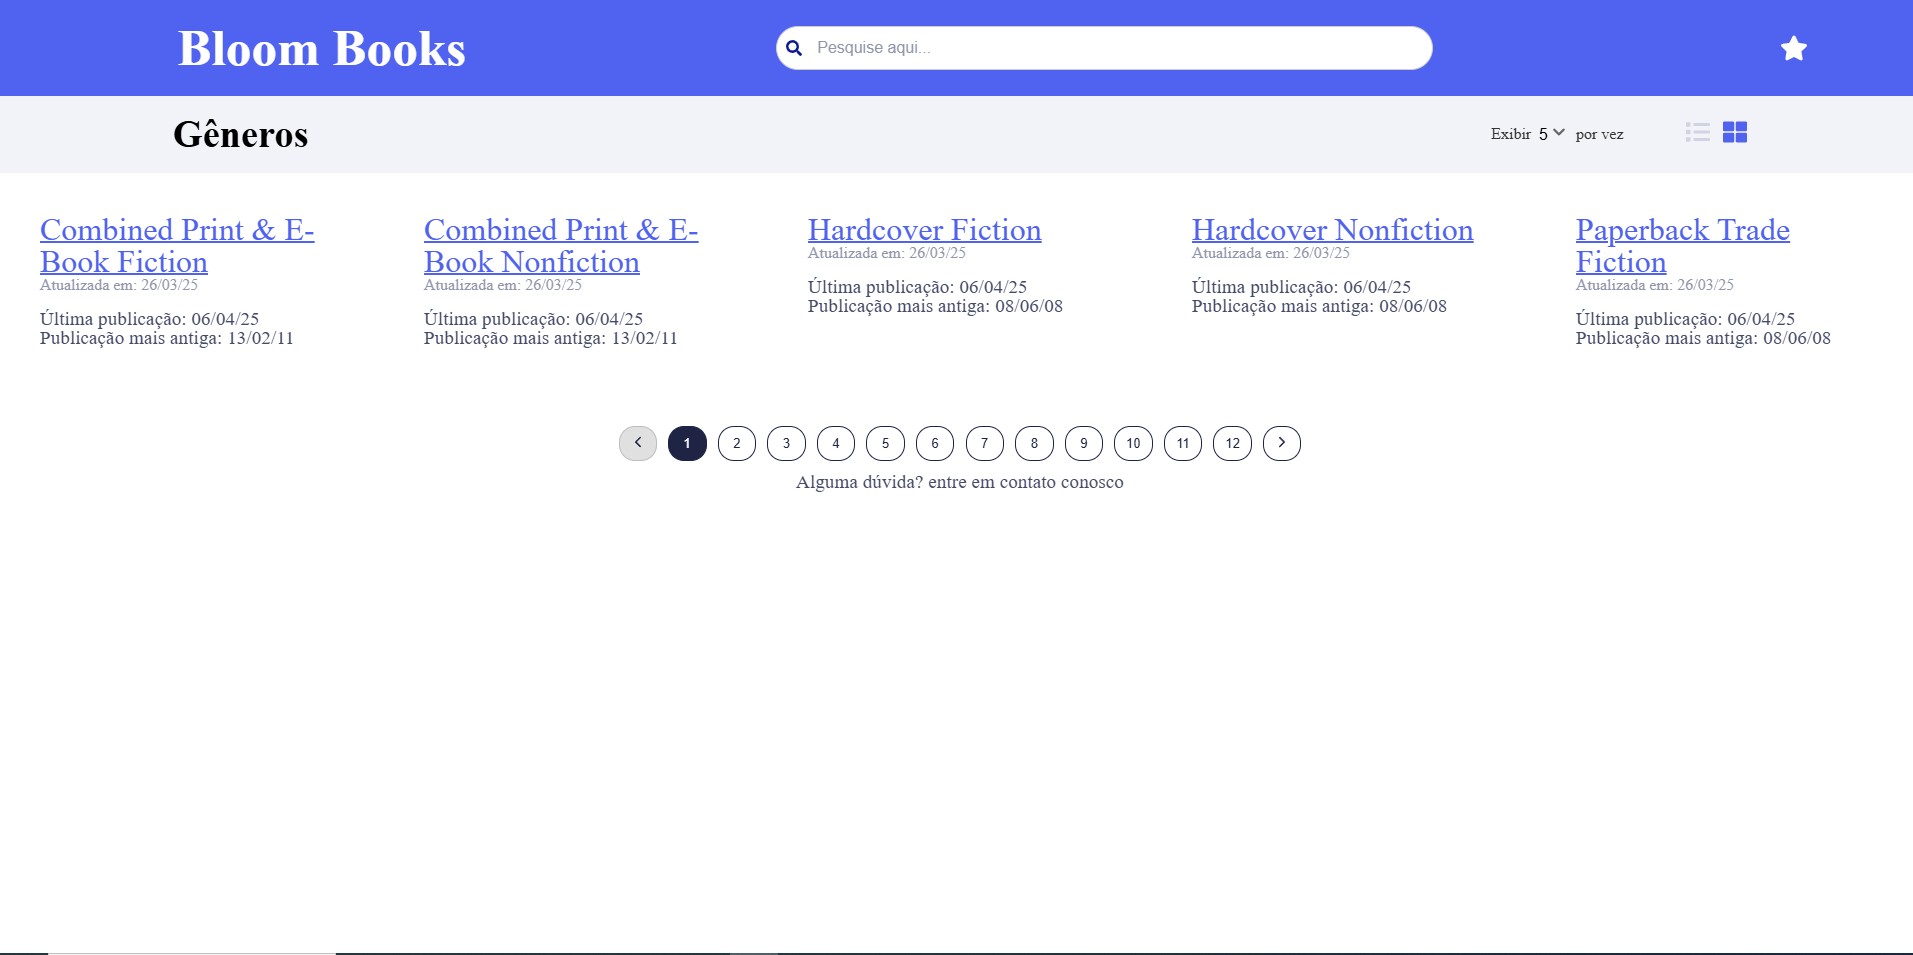 Bloom Books
Pesquise aqui...
Gêneros
Exibir 5 por vez
Combined Print & E-
Book Fiction
Atualizada em: 26/03/25
Última publicação: 06/04/25
Publicação mais antiga: 13/02/11
Combined Print & E-
Book Nonfiction
Atualizada em: 26/03/25
Última publicação: 06/04/25
Publicação mais antiga: 13/02/11
Hardcover Fiction
Atualizada em: 26/03/25
Última publicação: 06/04/25
Publicação mais antiga: 08/06/08
Hardcover Nonfiction
Atualizada em: 26/03/25
Última publicação: 06/04/25
Publicação mais antiga: 08/06/08
Paperback Trade
Fiction
Atualizada em: 26/03/25
Última publicação: 06/04/25
Publicação mais antiga: 08/06/08
1 2 3 4 5 6 7 8 9 10 11 12
Alguma dúvida? entre em contato conosco